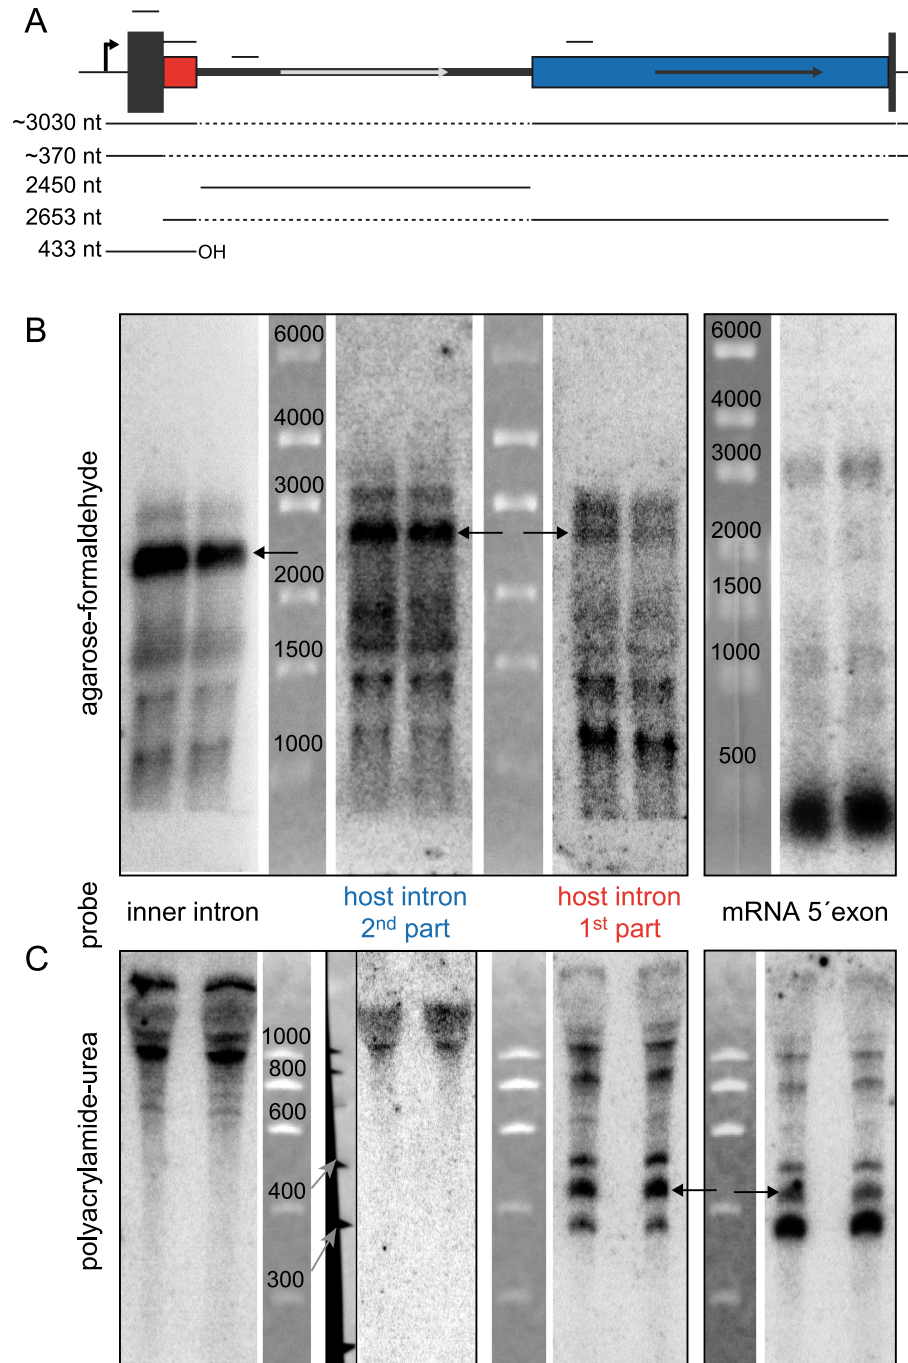 A
~3030 nt
~370 nt
2450 nt
2653 nt
433 nt
OH
B
agarose-formaldehyde
6000
4000
3000
2000
1500
1000
6000
4000
3000
2000
1500
1000
500
probe
inner intron
host intron
2nd part
host intron
1st part
mRNA 5´exon
C
polyacrylamide-urea
1000
800
600
400
300